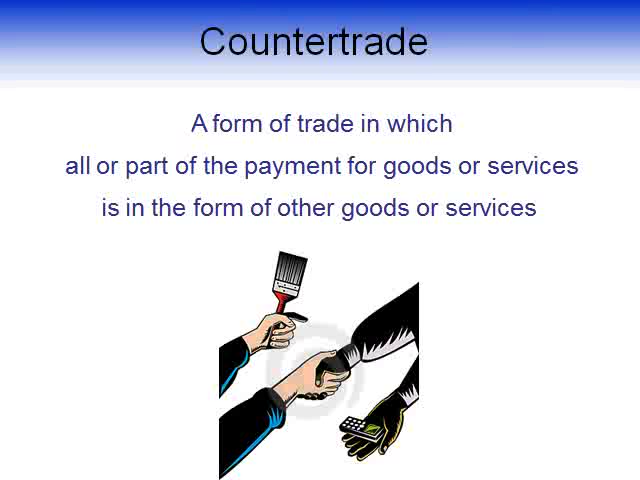 Countertrade
A form of trade in which
all or part of the payment for goods or services
is in the form of other goods or services